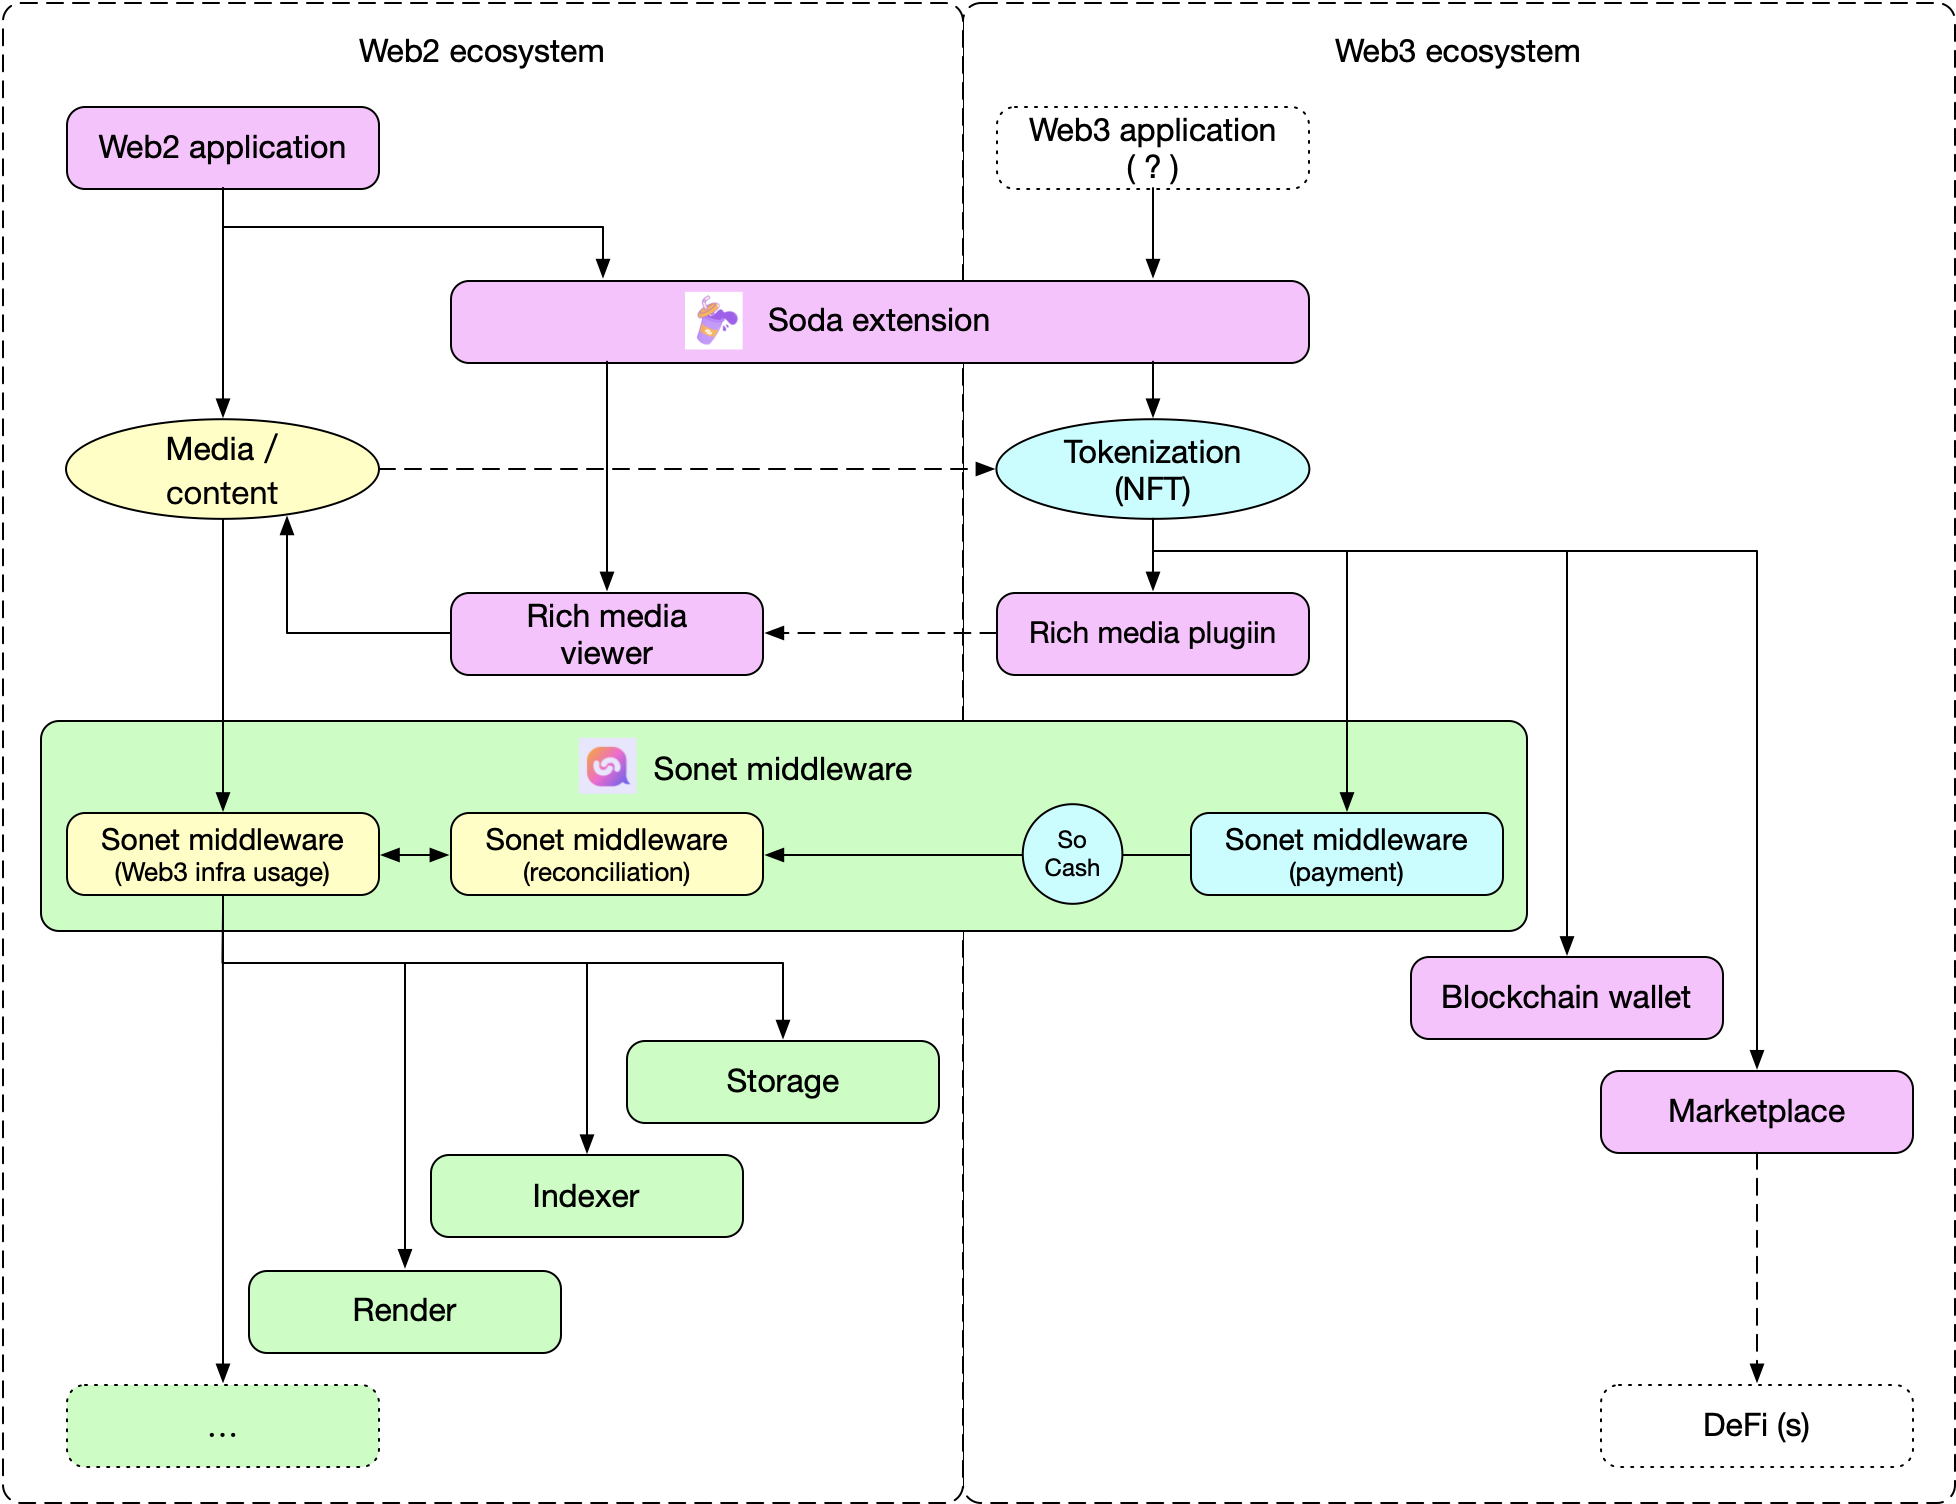 Web2 ecosystem
Web3 ecosystem
Web2 application
Web3 application
( ? )
Soda extension
Media /
content
Tokenization
(NFT)
Rich media
viewer
Rich media plugiin
Sonet middleware
Sonet middleware
(Web3 infra usage)
Sonet middleware
(reconciliation)
So
Cash
Sonet middleware
(payment)
Blockchain wallet
Storage
Marketplace
Indexer
Render
...
DeFi (s)